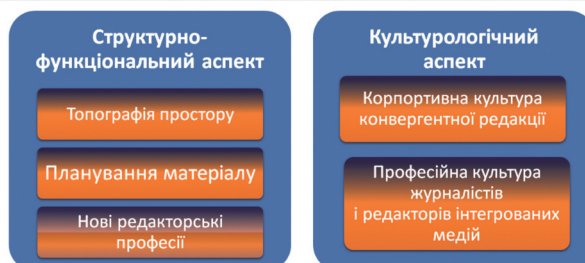 Структурно-
функціональний аспект
Топографія простору
Планування матеріалу
Нові редакторські
професії
Культурологічний
аспект
Корпортивна культура
конвергентної редакції
Професійна культура
журналістів
і редакторів інтегрованих
медій